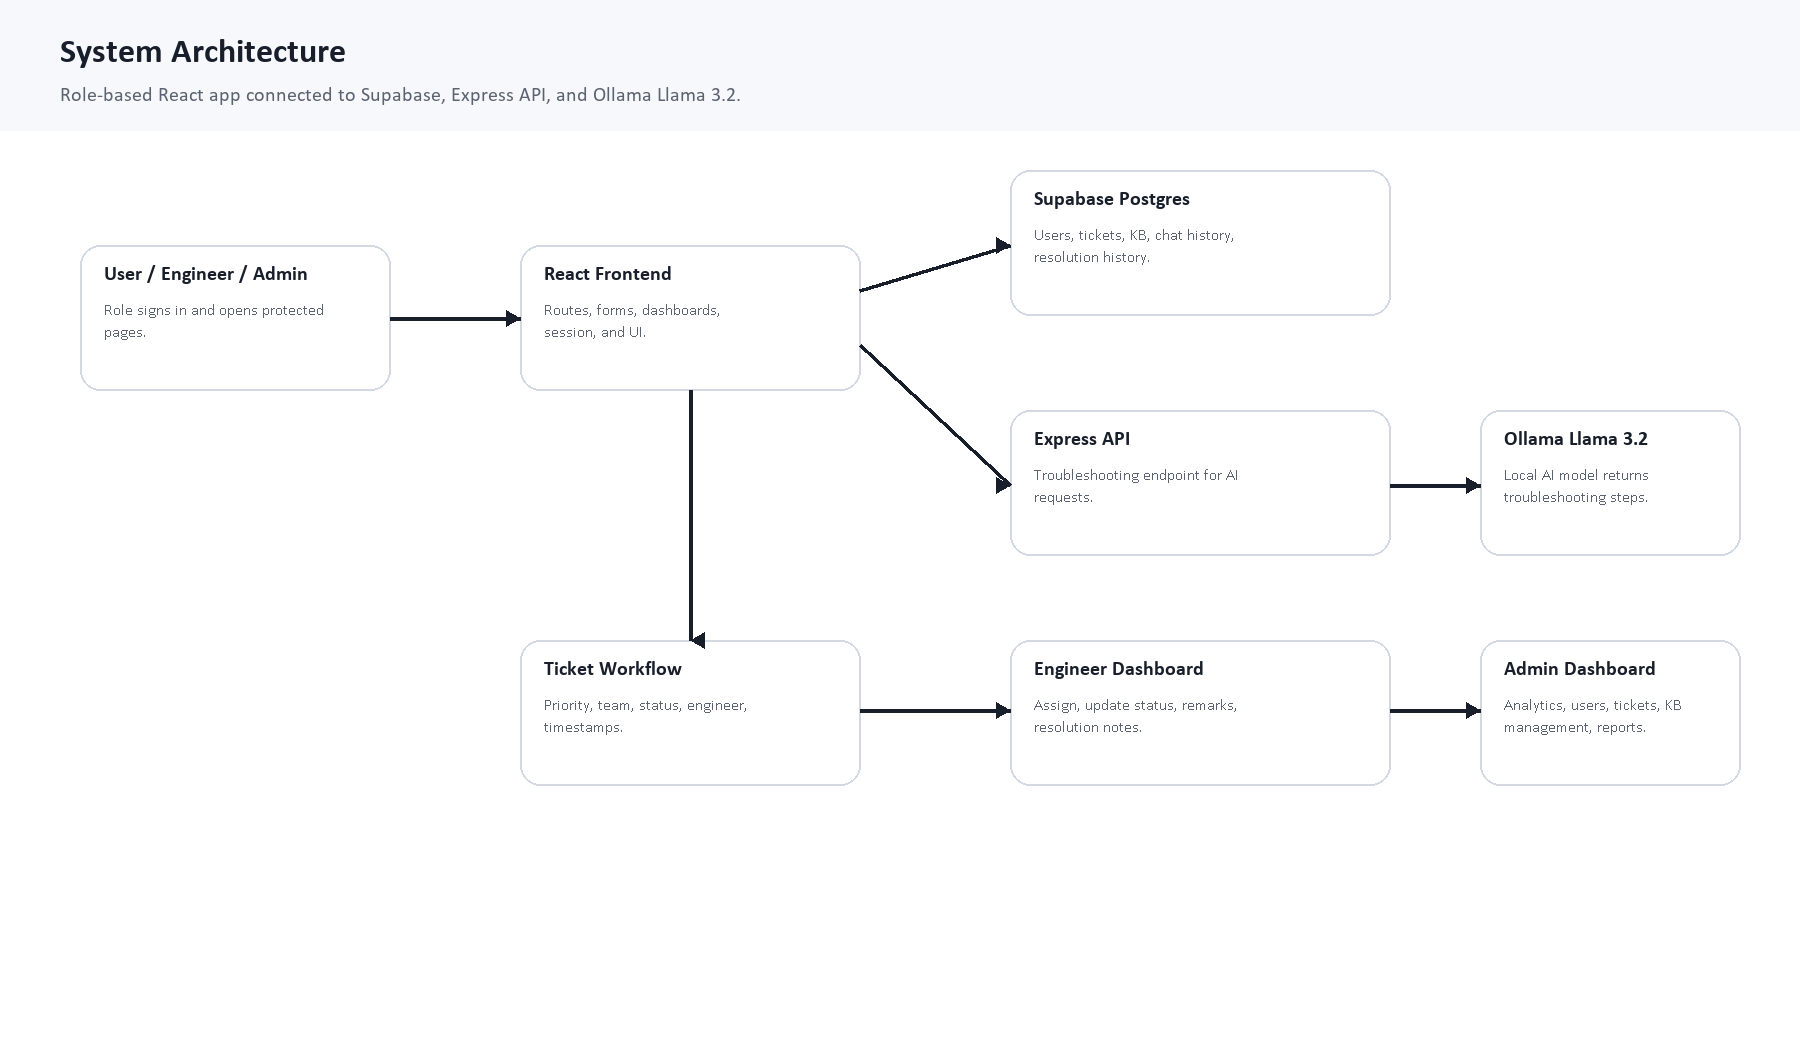 System Architecture
Role-based React app connected to Supabase, Express API, and Ollama Llama 3.2.
User / Engineer / Admin
Role signs in and opens protected
pages.
React Frontend
Routes, forms, dashboards,
session, and UI.
Supabase Postgres
Users, tickets, KB, chat history,
resolution history.
Express API
Troubleshooting endpoint for AI
requests.
Ollama Llama 3.2
Local AI model returns
troubleshooting steps.
Ticket Workflow
Priority, team, status, engineer,
timestamps.
Engineer Dashboard
Assign, update status, remarks,
resolution notes.
Admin Dashboard
Analytics, users, tickets, KB
management, reports.